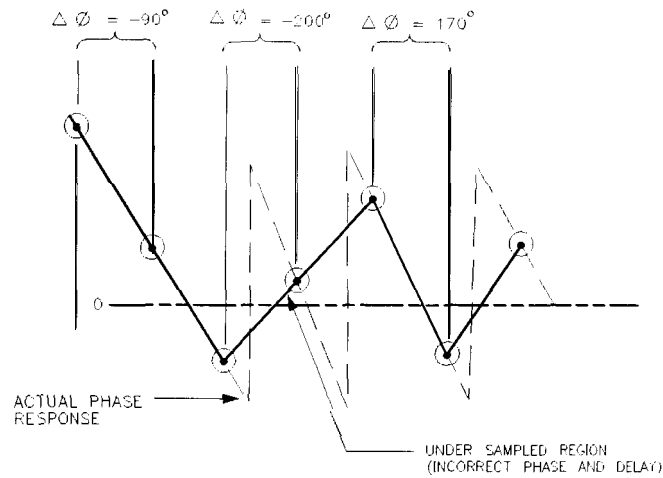 △ Ø = -90° △ Ø = -200° △ Ø = 170°
0
ACTUAL PHASE
RESPONSE
UNDER SAMPLED REGION
(INCORRECT PHASE AND DELAY)